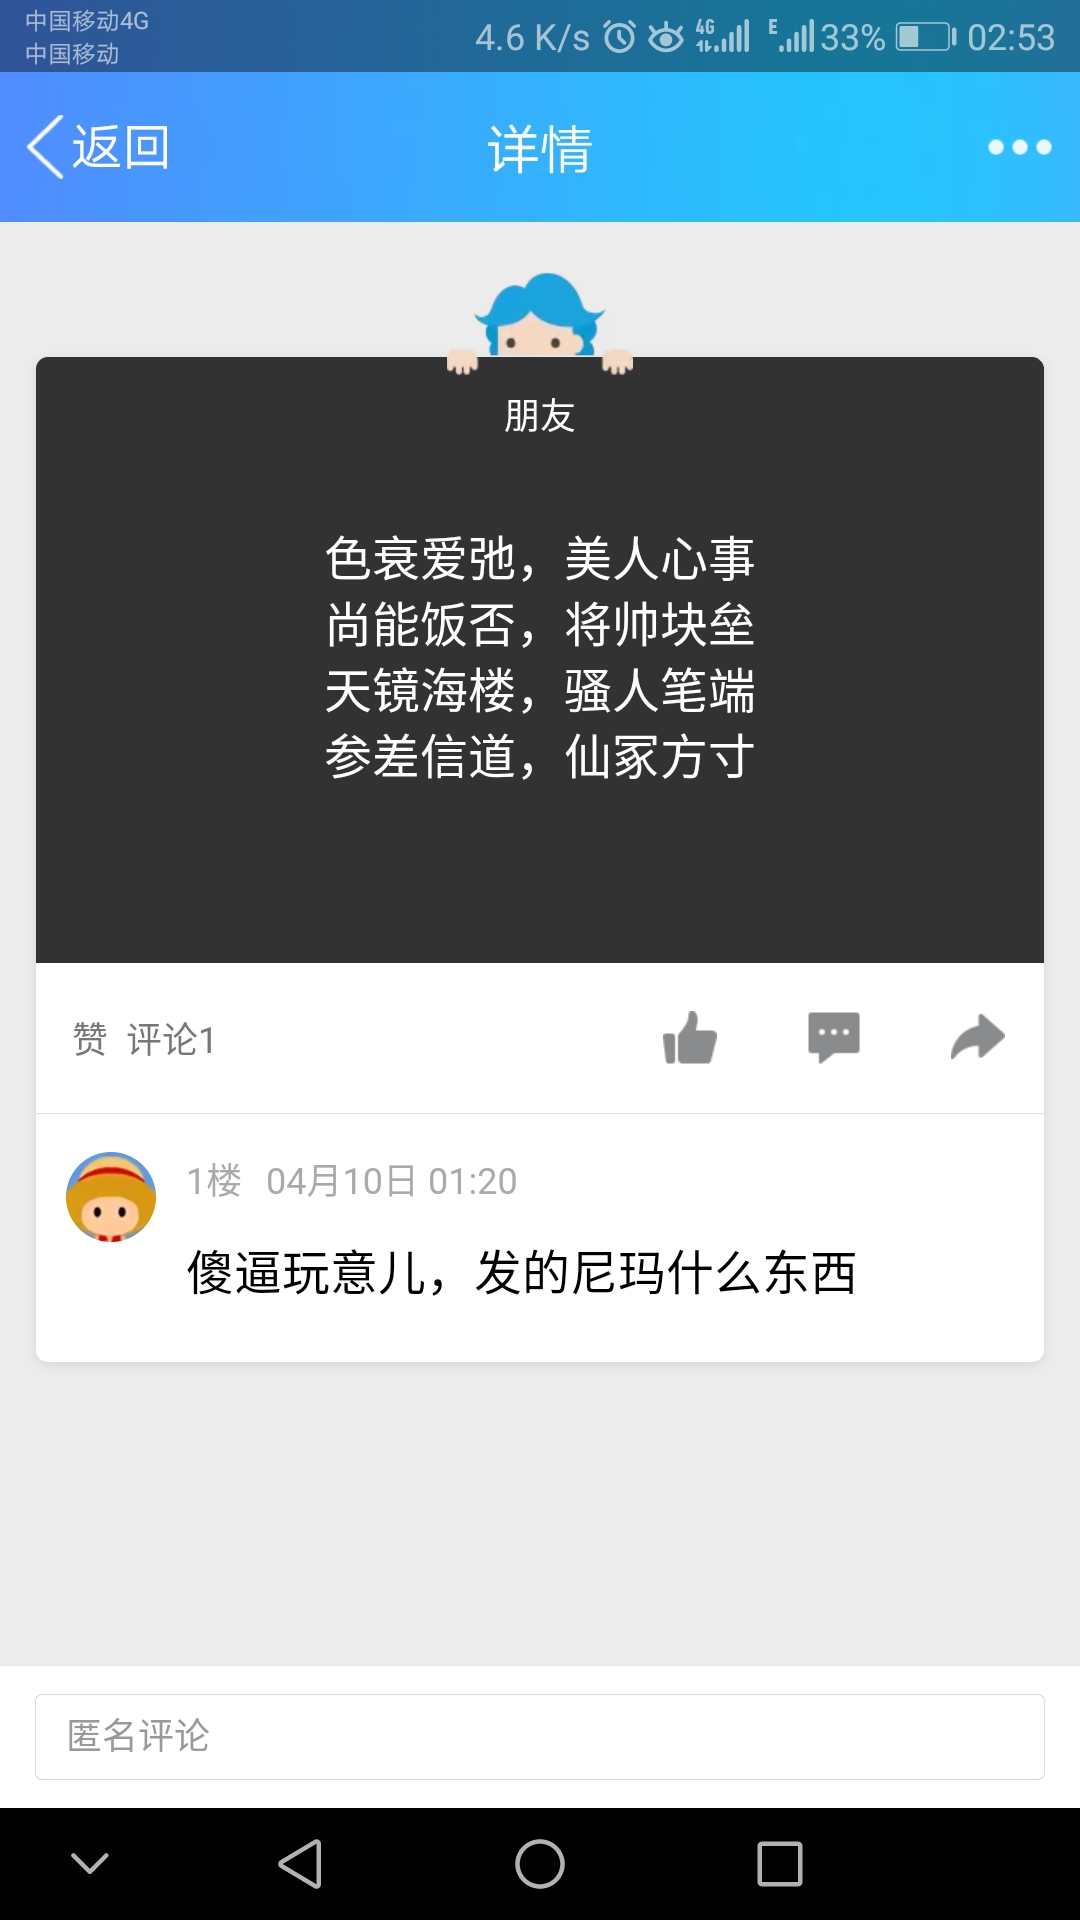 中国移动4G
中国移动
4.6 K/s 4G E 33% 02:53
返回 详情
朋友
色衰爱弛，美人心事
尚能饭否，将帅块垒
天镜海楼，骚人笔端
参差信道，仙冢方寸
赞 评论1
1楼 04月10日 01:20
傻逼玩意儿，发的尼玛什么东西
匿名评论